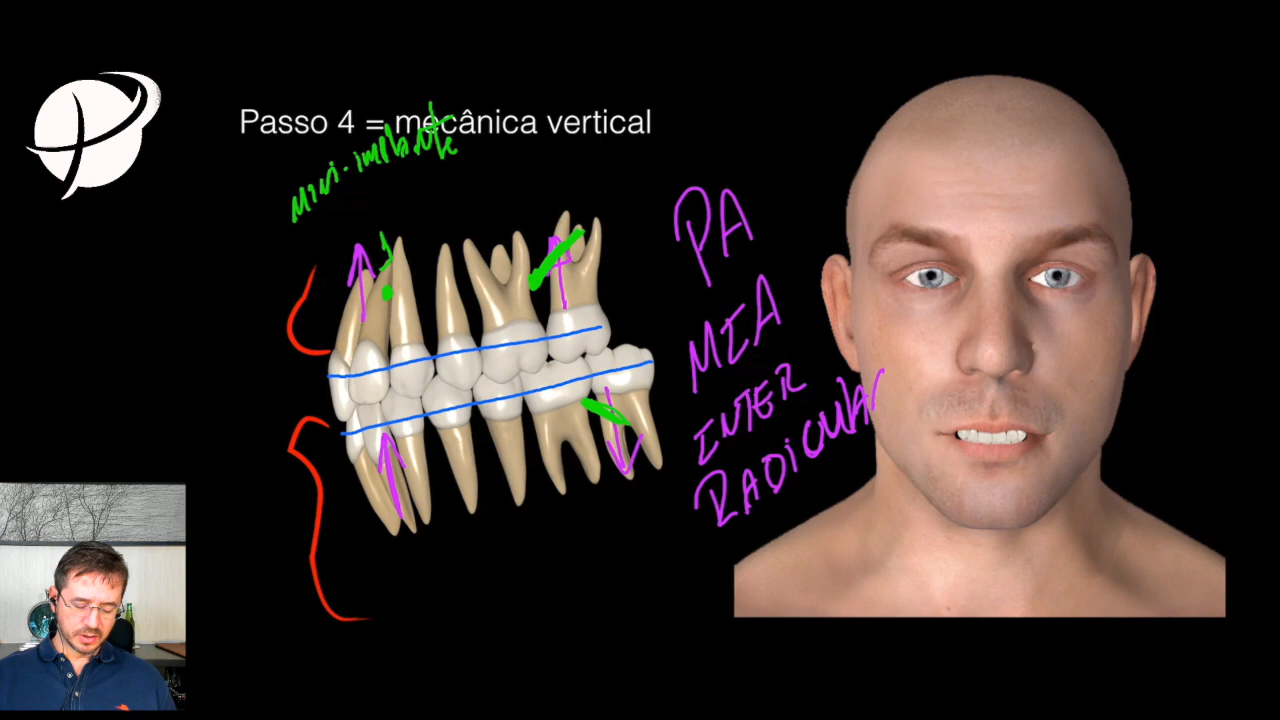 Passo 4 = mecânica vertical
Mini-implante
PA
MIA
INTER
RADICULAR